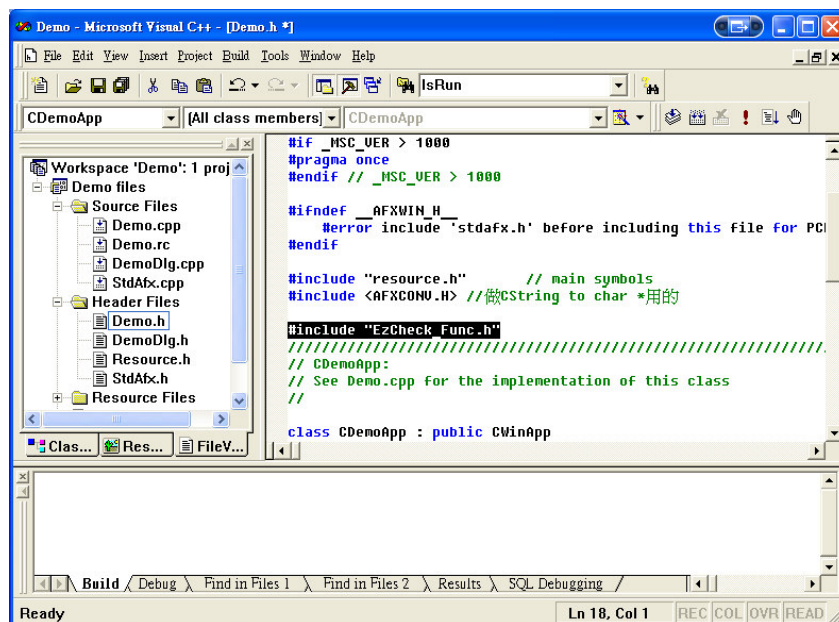 Demo - Microsoft Visual C++ - [Demo.h *]
File Edit View Insert Project Build Tools Window Help
IsRun
CDemoApp [All class members] CDemoApp
Workspace 'Demo': 1 proj
Demo files
Source Files
Demo.cpp
Demo.rc
DemoDlg.cpp
StdAfx.cpp
Header Files
Demo.h
DemoDlg.h
Resource.h
StdAfx.h
Resource Files
Clas... Res... FileV...
#if _MSC_VER > 1000
#pragma once
#endif // _MSC_VER > 1000
#ifndef __AFXWIN_H__
#error include 'stdafx.h' before including this file for PC
#endif
#include "resource.h" // main symbols
#include <AFXCONV.H> //做CString to char *用的
#include "EzCheck_Func.h"
/////////////////////////////////////////////////////////////////////////////
// CDemoApp:
// See Demo.cpp for the implementation of this class
//
class CDemoApp : public CWinApp
Build Debug Find in Files 1 Find in Files 2 Results SQL Debugging
Ready Ln 18, Col 1 REC COL OVR READ